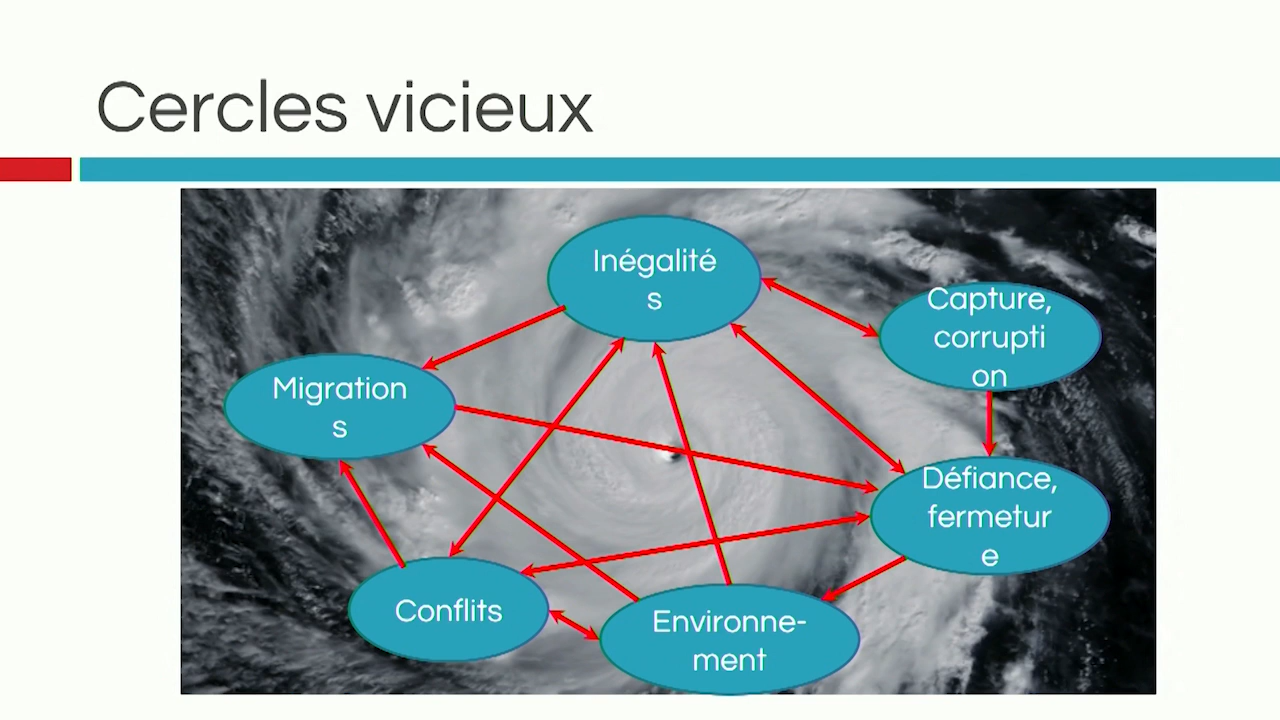 Cercles vicieux
Inégalité
s
Capture,
corrupti
on
Migration
s
Défiance,
fermetur
e
Conflits
Environne-
ment